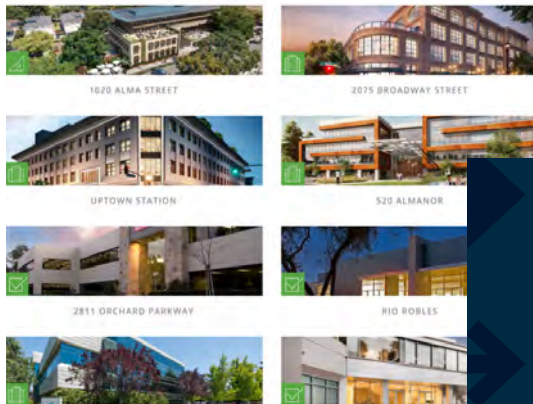 1020 ALMA STREET
2075 BROADWAY STREET
UPTOWN STATION
520 ALMANOR
2811 ORCHARD PARKWAY
RIO ROBLES